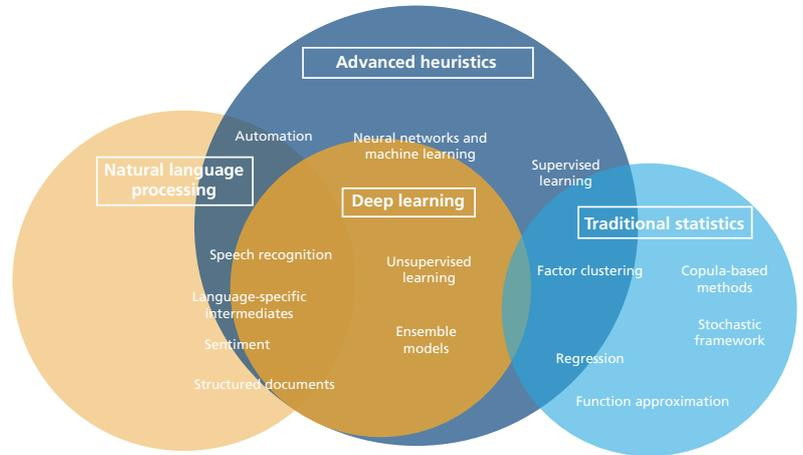 Advanced heuristics
Automation
Neural networks and
machine learning
Natural language
processing
Supervised
learning
Deep learning
Traditional statistics
Speech recognition
Unsupervised
learning
Factor clustering
Copula-based
methods
Language-specific
intermediates
Stochastic
framework
Ensemble
models
Sentiment
Regression
Structured documents
Function approximation